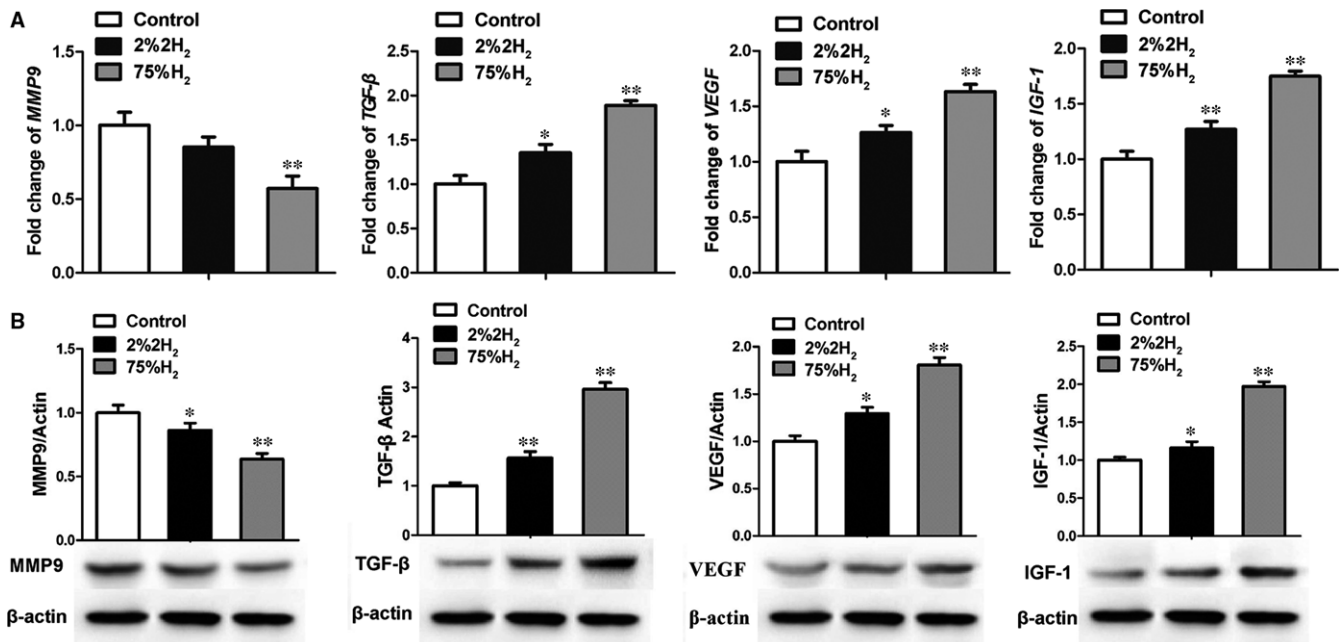 A
Control
2%2H₂
75%H₂
Fold change of MMP9
1.5
1.0
0.5
0.0
**
Control
2%2H₂
75%H₂
Fold change of TGF-β
2.5
2.0
1.5
1.0
0.5
0.0
*
**
Control
2%2H₂
75%H₂
Fold change of VEGF
2.0
1.5
1.0
0.5
0.0
*
**
Control
2%2H₂
75%H₂
Fold change of IGF-1
2.0
1.5
1.0
0.5
0.0
**
**
B
Control
2%2H₂
75%H₂
MMP9/Actin
1.5
1.0
0.5
0.0
*
**
MMP9
β-actin
Control
2%2H₂
75%H₂
TGF-β Actin
4
3
2
1
0
**
**
TGF-β
β-actin
Control
2%2H₂
75%H₂
VEGF/Actin
2.0
1.5
1.0
0.5
0.0
*
**
VEGF
β-actin
Control
2%2H₂
75%H₂
IGF-1/Actin
2.5
2.0
1.5
1.0
0.5
0.0
*
**
IGF-1
β-actin